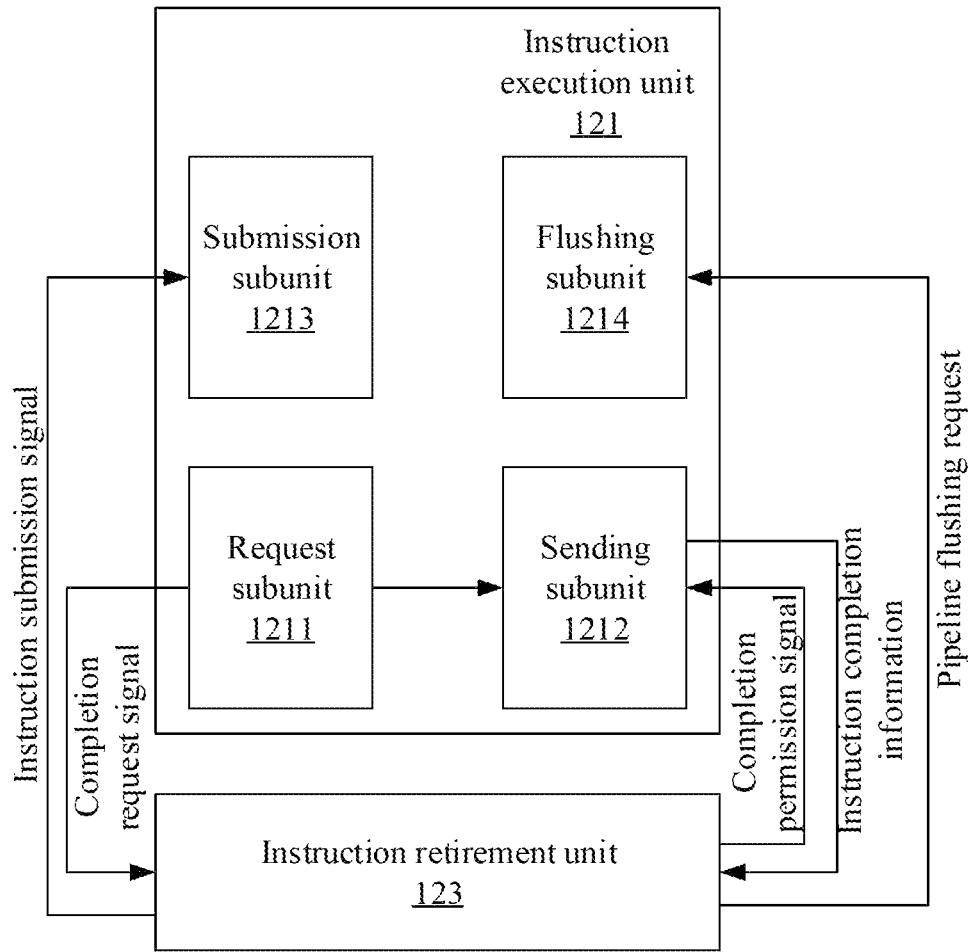 Instruction
execution unit
121
Submission
subunit
1213
Flushing
subunit
1214
Request
subunit
1211
Sending
subunit
1212
Instruction submission signal
Completion
request signal
Completion
permission signal
Instruction completion
information
Pipeline flushing request
Instruction retirement unit
123